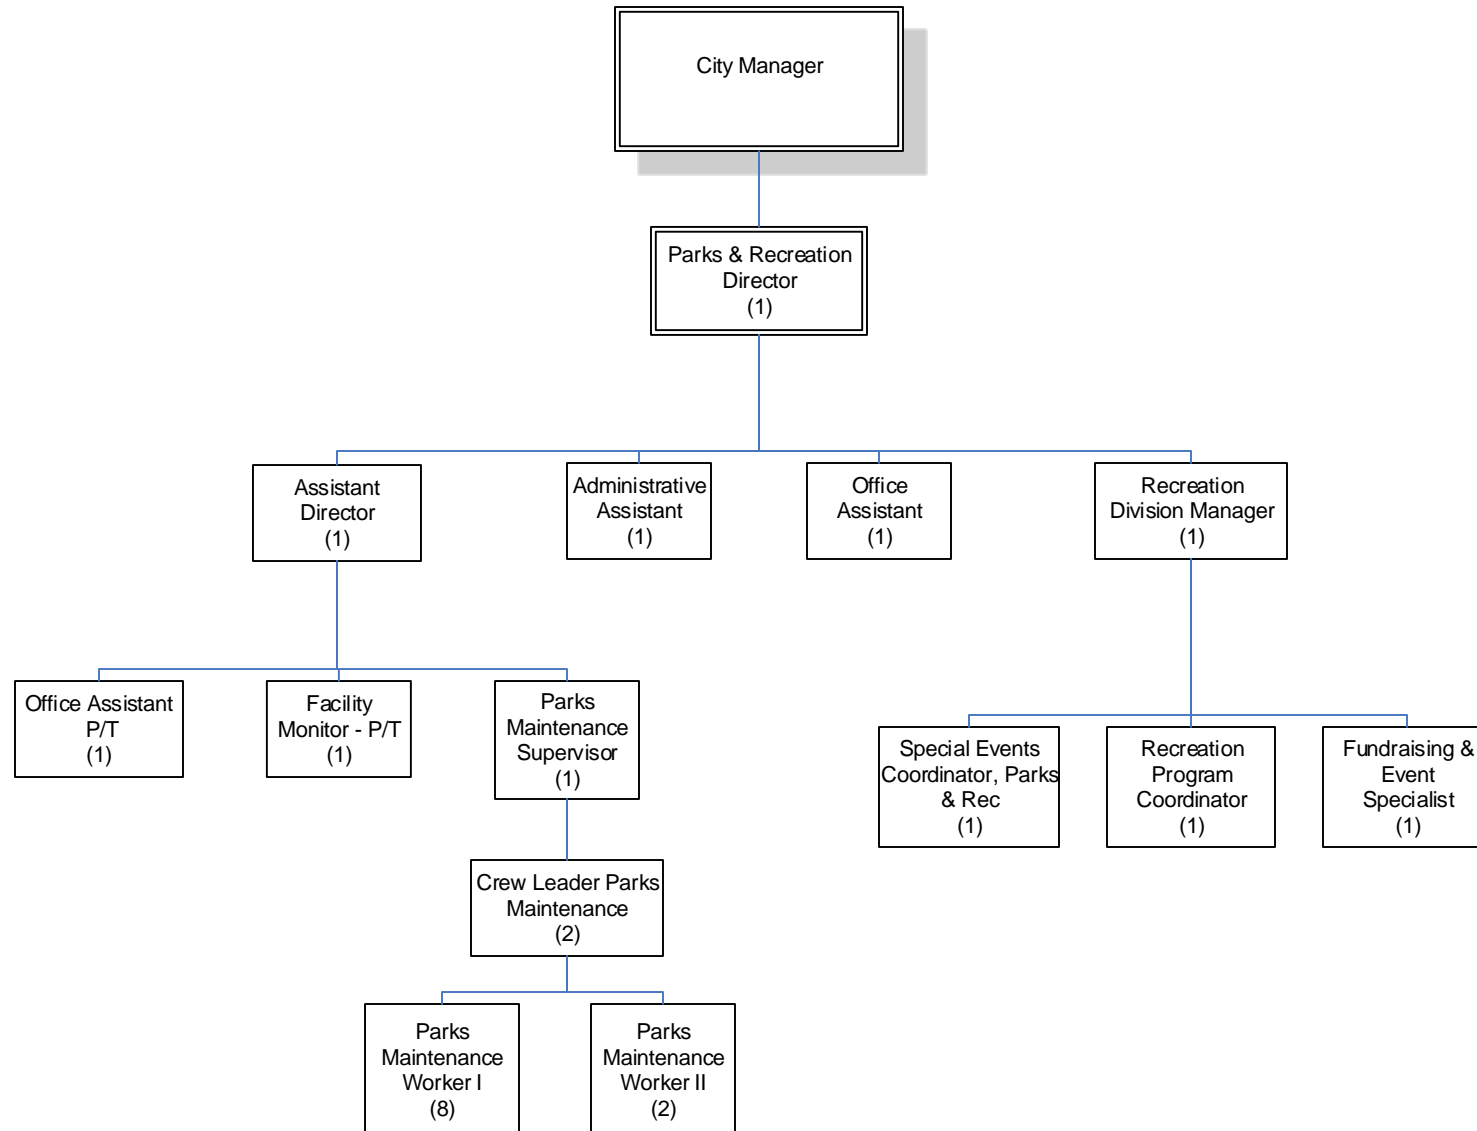 City Manager
Parks & Recreation
Director
(1)
Assistant
Director
(1)
Administrative
Assistant
(1)
Office
Assistant
(1)
Recreation
Division Manager
(1)
Office Assistant
P/T
(1)
Facility
Monitor - P/T
(1)
Parks
Maintenance
Supervisor
(1)
Special Events
Coordinator, Parks
& Rec
(1)
Recreation
Program
Coordinator
(1)
Fundraising &
Event
Specialist
(1)
Crew Leader Parks
Maintenance
(2)
Parks
Maintenance
Worker I
(8)
Parks
Maintenance
Worker II
(2)